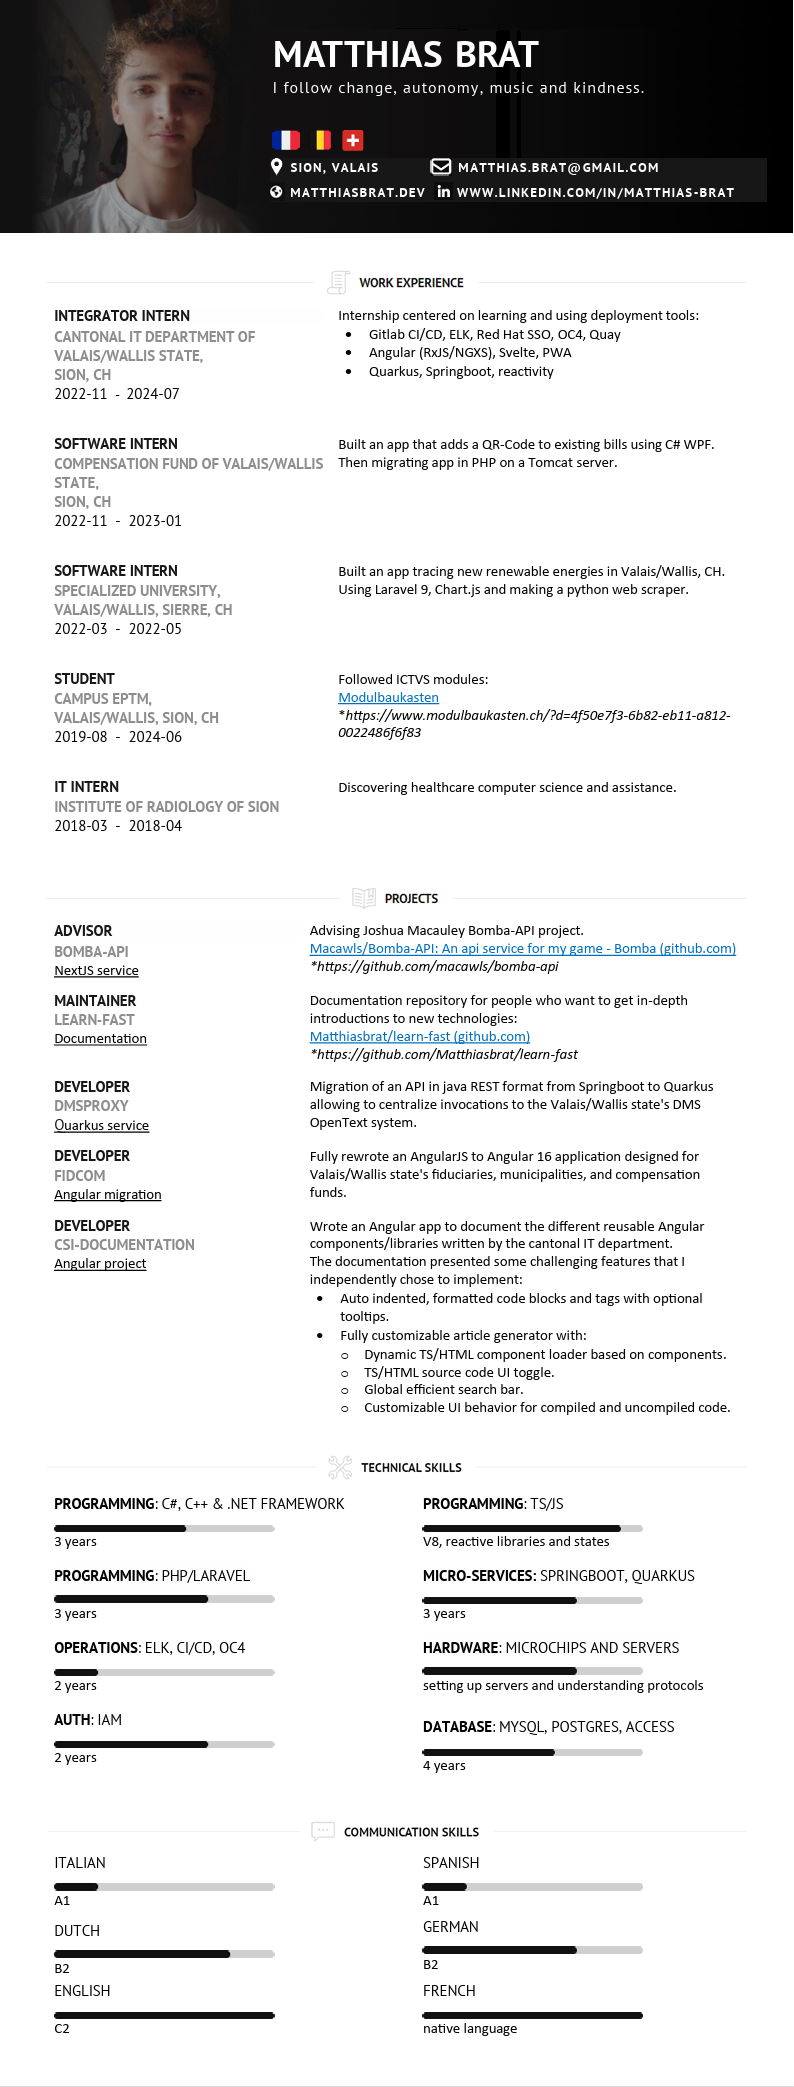 MATTHIAS BRAT
I follow change, autonomy, music and kindness.
SION, VALAIS
MATTHIAS.BRAT@GMAIL.COM
MATTHIASBRAT.DEV
in WWW.LINKEDIN.COM/IN/MATTHIAS-BRAT
WORK EXPERIENCE
INTEGRATOR INTERN
CANTONAL IT DEPARTMENT OF
VALAIS/WALLIS STATE,
SION, CH
2022-11 - 2024-07
Internship centered on learning and using deployment tools:
• Gitlab CI/CD, ELK, Red Hat SSO, OC4, Quay
• Angular (RxJS/NGXS), Svelte, PWA
• Quarkus, Springboot, reactivity
SOFTWARE INTERN
COMPENSATION FUND OF VALAIS/WALLIS
STATE,
SION, CH
2022-11 - 2023-01
Built an app that adds a QR-Code to existing bills using C# WPF.
Then migrating app in PHP on a Tomcat server.
SOFTWARE INTERN
SPECIALIZED UNIVERSITY,
VALAIS/WALLIS, SIERRE, CH
2022-03 - 2022-05
Built an app tracing new renewable energies in Valais/Wallis, CH.
Using Laravel 9, Chart.js and making a python web scraper.
STUDENT
CAMPUS EPTM,
VALAIS/WALLIS, SION, CH
2019-08 - 2024-06
Followed ICTVS modules:
Modulbaukasten
*https://www.modulbaukasten.ch/?d=4f50e7f3-6b82-eb11-a812-
0022486f6f83
IT INTERN
INSTITUTE OF RADIOLOGY OF SION
2018-03 - 2018-04
Discovering healthcare computer science and assistance.
PROJECTS
ADVISOR
BOMBA-API
NextJS service
Advising Joshua Macauley Bomba-API project.
Macawls/Bomba-API: An api service for my game - Bomba (github.com)
*https://github.com/macawls/bomba-api
MAINTAINER
LEARN-FAST
Documentation
Documentation repository for people who want to get in-depth
introductions to new technologies:
Matthiasbrat/learn-fast (github.com)
*https://github.com/Matthiasbrat/learn-fast
DEVELOPER
DMSPROXY
Quarkus service
Migration of an API in java REST format from Springboot to Quarkus
allowing to centralize invocations to the Valais/Wallis state's DMS
OpenText system.
DEVELOPER
FIDCOM
Angular migration
Fully rewrote an AngularJS to Angular 16 application designed for
Valais/Wallis state's fiduciaries, municipalities, and compensation
funds.
DEVELOPER
CSI-DOCUMENTATION
Angular project
Wrote an Angular app to document the different reusable Angular
components/libraries written by the cantonal IT department.
The documentation presented some challenging features that I
independently chose to implement:
• Auto indented, formatted code blocks and tags with optional
tooltips.
• Fully customizable article generator with:
o Dynamic TS/HTML component loader based on components.
o TS/HTML source code UI toggle.
o Global efficient search bar.
o Customizable UI behavior for compiled and uncompiled code.
TECHNICAL SKILLS
PROGRAMMING: C#, C++ & .NET FRAMEWORK
3 years
PROGRAMMING: TS/JS
V8, reactive libraries and states
PROGRAMMING: PHP/LARAVEL
3 years
MICRO-SERVICES: SPRINGBOOT, QUARKUS
3 years
OPERATIONS: ELK, CI/CD, OC4
2 years
HARDWARE: MICROCHIPS AND SERVERS
setting up servers and understanding protocols
AUTH: IAM
2 years
DATABASE: MYSQL, POSTGRES, ACCESS
4 years
COMMUNICATION SKILLS
ITALIAN
A1
SPANISH
A1
DUTCH
B2
GERMAN
B2
ENGLISH
C2
FRENCH
native language